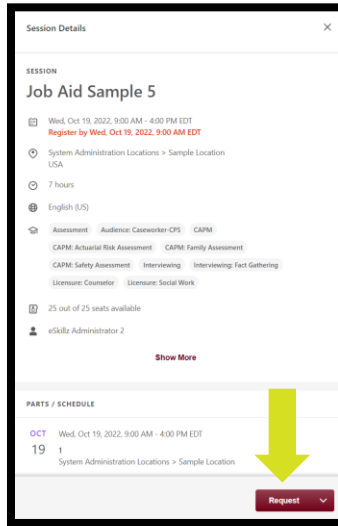 Session Details
SESSION
Job Aid Sample 5
Wed, Oct 19, 2022, 9:00 AM - 4:00 PM EDT
Register by Wed, Oct 19, 2022, 9:00 AM EDT
System Administration Locations > Sample Location
USA
7 hours
English (US)
Assessment Audience: Caseworker-CPS CAPM
CAPM: Actuarial Risk Assessment CAPM: Family Assessment
CAPM: Safety Assessment Interviewing Interviewing: Fact Gathering
Licensure: Counselor Licensure: Social Work
25 out of 25 seats available
eSkillz Administrator 2
Show More
PARTS / SCHEDULE
OCT Wed, Oct 19, 2022, 9:00 AM - 4:00 PM EDT
19 1
System Administration Locations > Sample Location
Request